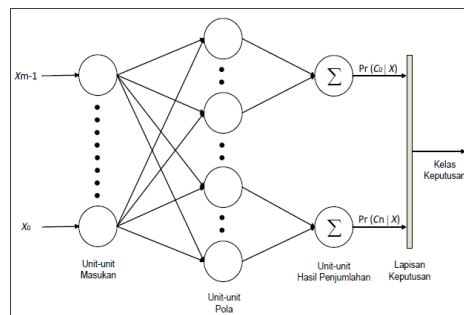 Xm-1
Σ
Pr (C₀ | X)
Kelas
Keputusan
X₀
Σ
Pr (Cn | X)
Unit-unit
Masukan
Unit-unit
Pola
Unit-unit
Hasil Penjumlahan
Lapisan
Keputusan